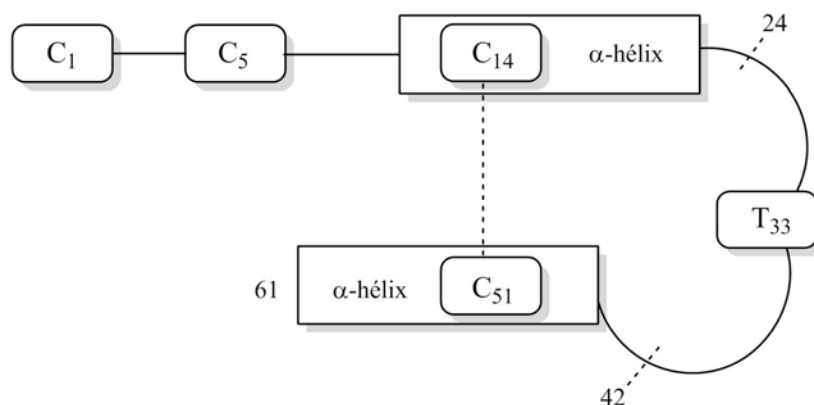 C₁
C₅
C₁₄
α-hélix
24
T₃₃
61
α-hélix
C₅₁
42